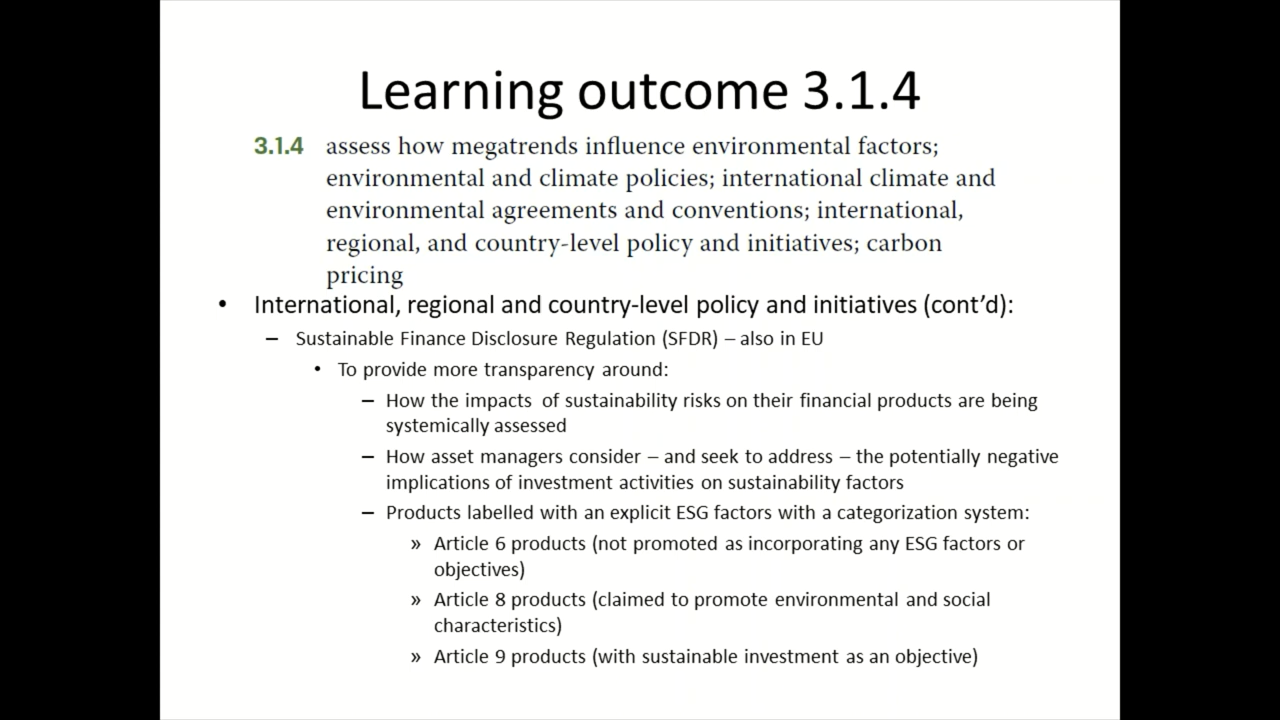 Learning outcome 3.1.4
3.1.4 assess how megatrends influence environmental factors;
environmental and climate policies; international climate and
environmental agreements and conventions; international,
regional, and country-level policy and initiatives; carbon
pricing
• International, regional and country-level policy and initiatives (cont’d):
– Sustainable Finance Disclosure Regulation (SFDR) – also in EU
• To provide more transparency around:
– How the impacts of sustainability risks on their financial products are being
systemically assessed
– How asset managers consider – and seek to address – the potentially negative
implications of investment activities on sustainability factors
– Products labelled with an explicit ESG factors with a categorization system:
» Article 6 products (not promoted as incorporating any ESG factors or
objectives)
» Article 8 products (claimed to promote environmental and social
characteristics)
» Article 9 products (with sustainable investment as an objective)